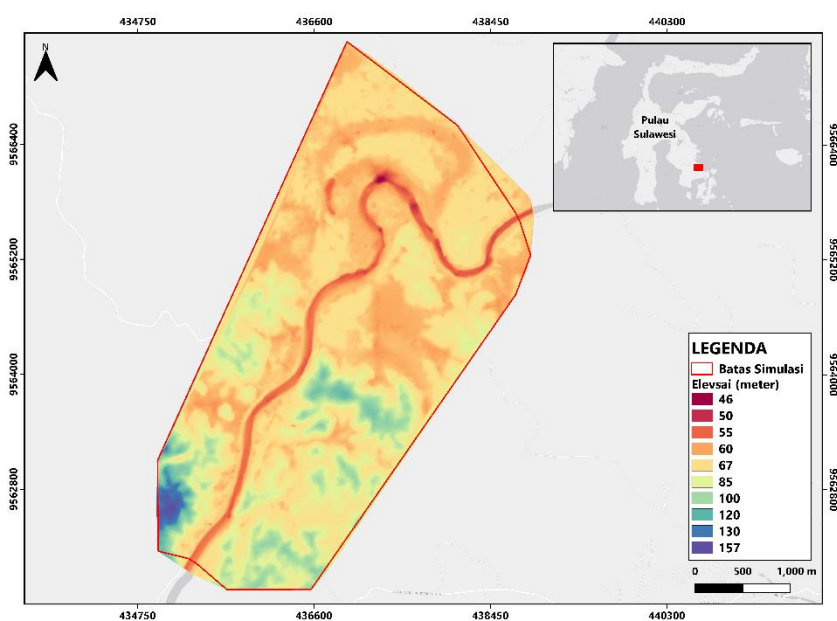 434750 436600 438450 440300
N
Pulau
Sulawesi
9566400 9566400
9565200 9565200
9564000 9564000
9562800 9562800
LEGENDA
Batas Simulasi
Elevsai (meter)
46
50
55
60
67
85
100
120
130
157
0 500 1,000 m
434750 436600 438450 440300